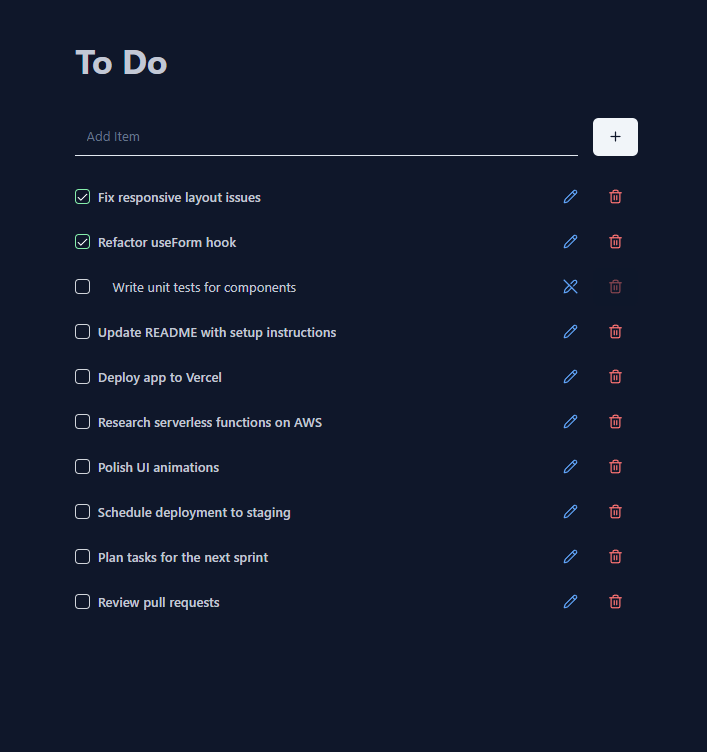 To Do
Add Item
Fix responsive layout issues
Refactor useForm hook
Write unit tests for components
Update README with setup instructions
Deploy app to Vercel
Research serverless functions on AWS
Polish UI animations
Schedule deployment to staging
Plan tasks for the next sprint
Review pull requests